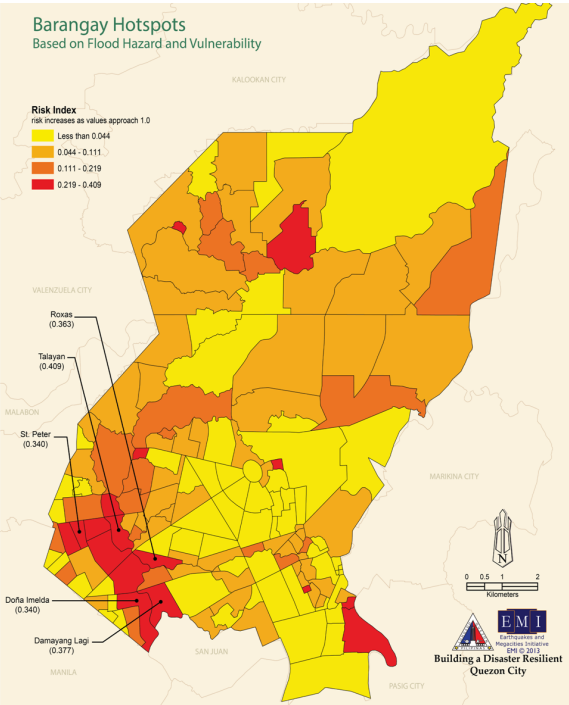 Barangay Hotspots
Based on Flood Hazard and Vulnerability
KALOOKAN CITY
Risk Index
risk increases as values approach 1.0
Less than 0.044
0.044 - 0.111
0.111 - 0.219
0.219 - 0.409
VALENZUELA CITY
Roxas
(0.363)
Talayan
(0.409)
MALABON
St. Peter
(0.340)
MARIKINA CITY
N
0 0.5 1 2
Kilometers
Doña Imelda
(0.340)
Damayang Lagi
(0.377)
SAN JUAN
MANILA
PASIG CITY
EMI
Earthquakes and
Megacities Initiative
EMI © 2013
Building a Disaster Resilient
Quezon City